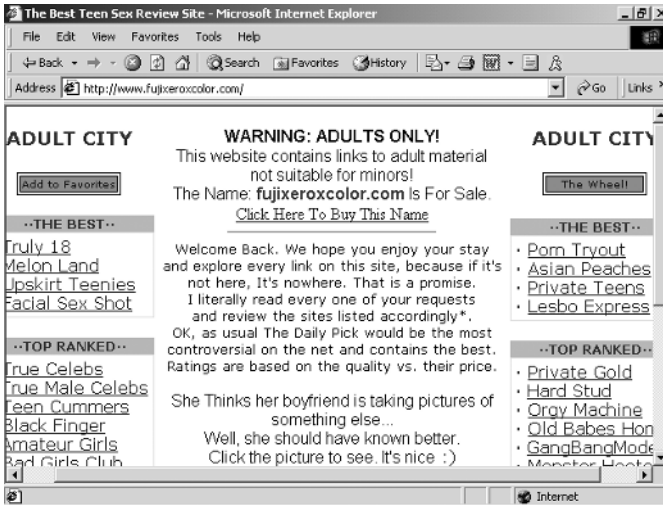 The Best Teen Sex Review Site - Microsoft Internet Explorer
File Edit View Favorites Tools Help
Back Search Favorites History
Address http://www.fujixeroxcolor.com/ Go Links
ADULT CITY
Add to Favorites
··THE BEST··
Truly 18
Melon Land
Upskirt Teenies
Facial Sex Shot
··TOP RANKED··
True Celebs
True Male Celebs
Teen Cummers
Black Finger
Amateur Girls
Bad Girls Club
WARNING: ADULTS ONLY!
This website contains links to adult material
not suitable for minors!
The Name: fujixeroxcolor.com Is For Sale.
Click Here To Buy This Name
Welcome Back. We hope you enjoy your stay
and explore every link on this site, because if it's
not here, It's nowhere. That is a promise.
I literally read every one of your requests
and review the sites listed accordingly*.
OK, as usual The Daily Pick would be the most
controversial on the net and contains the best.
Ratings are based on the quality vs. their price.
She Thinks her boyfriend is taking pictures of
something else...
Well, she should have known better.
Click the picture to see. It's nice :)
ADULT CITY
The Wheel!
··THE BEST··
· Porn Tryout
· Asian Peaches
· Private Teens
· Lesbo Express
··TOP RANKED··
· Private Gold
· Hard Stud
· Orgy Machine
· Old Babes Hon
· GangBangMode
· Monster Hoote
Internet